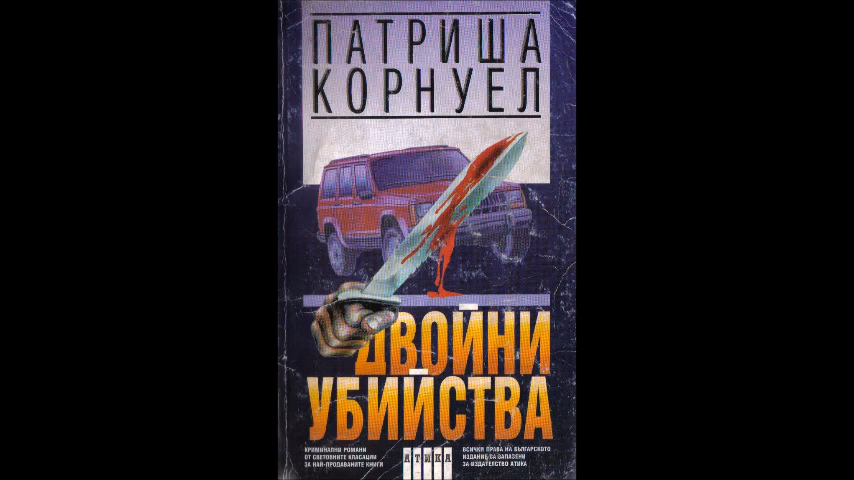 ПАТРИША
КОРНУЕЛ
ДВОЙНИ
УБИЙСТВА
КРИМИНАЛНИ РОМАНИ
ОТ СВЕТОВНИТЕ КЛАСАЦИИ
ЗА НАЙ-ПРОДАВАНИТЕ КНИГИ
АТИКА
ВСИЧКИ ПРАВА НА БЪЛГАРСКОТО
ИЗДАНИЕ СА ЗАПАЗЕНИ
ЗА ИЗДАТЕЛСТВО АТИКА